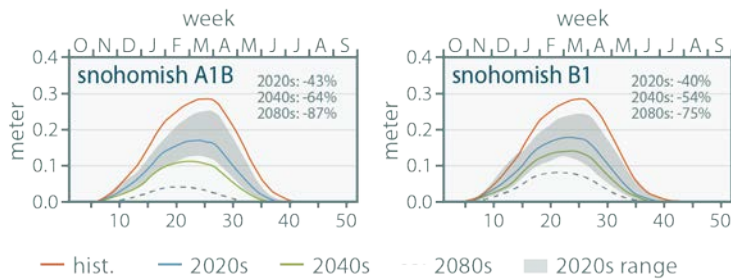 week
O N D J F M A M J J A S
0.4
0.3
0.2
0.1
0.0
meter
snohomish A1B
2020s: -43%
2040s: -64%
2080s: -87%
10 20 30 40 50
week
O N D J F M A M J J A S
0.4
0.3
0.2
0.1
0.0
meter
snohomish B1
2020s: -40%
2040s: -54%
2080s: -75%
10 20 30 40 50
hist. 2020s 2040s 2080s 2020s range